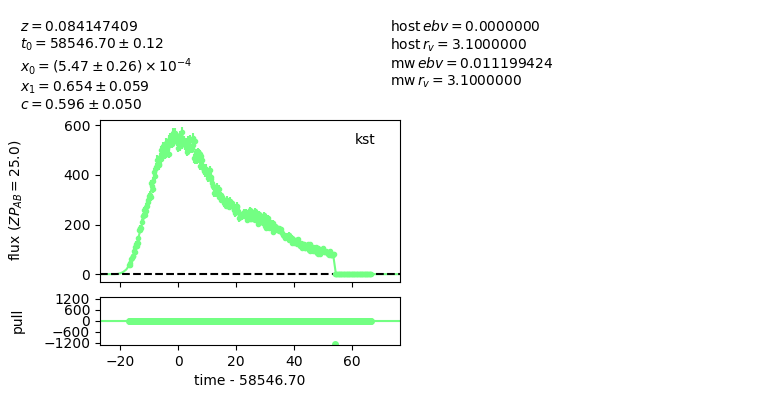 z = 0.084147409
t₀ = 58546.70 ± 0.12
x₀ = (5.47 ± 0.26) × 10⁻⁴
x₁ = 0.654 ± 0.059
c = 0.596 ± 0.050
host ebv = 0.0000000
host r_v = 3.1000000
mw ebv = 0.011199424
mw r_v = 3.1000000
kst
flux (ZP_AB = 25.0)
600
400
200
0
pull
1200
600
0
−600
−1200
−20 0 20 40 60
time - 58546.70